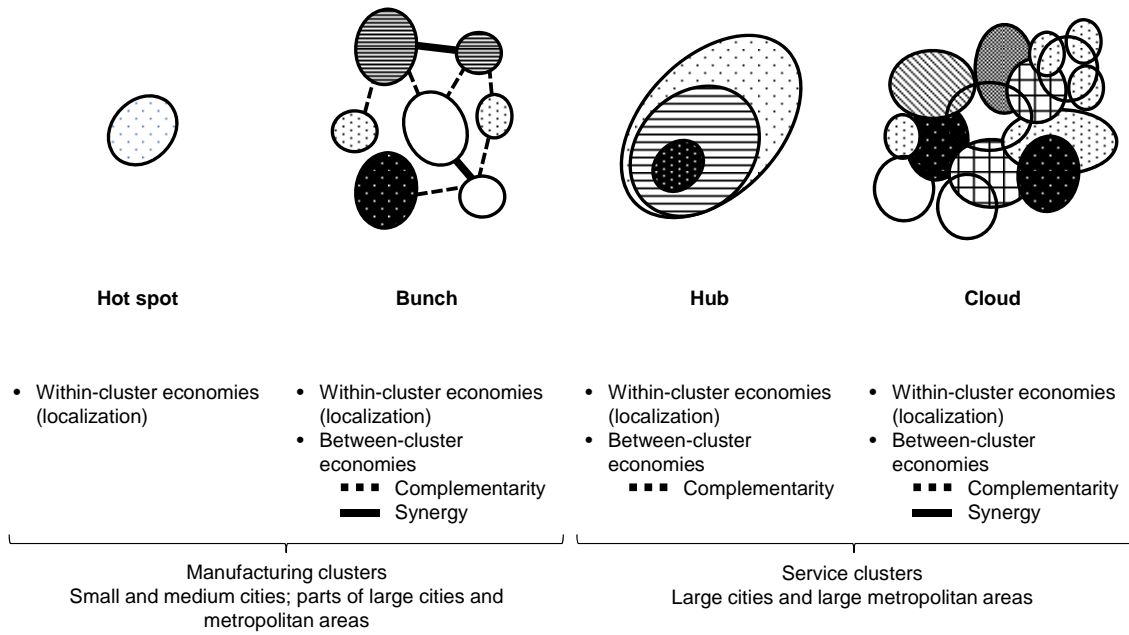 Hot spot
Bunch
Hub
Cloud
• Within-cluster economies
(localization)
• Within-cluster economies
(localization)
• Between-cluster
economies
Complementarity
Synergy
• Within-cluster economies
(localization)
• Between-cluster
economies
Complementarity
• Within-cluster economies
(localization)
• Between-cluster
economies
Complementarity
Synergy
Manufacturing clusters
Small and medium cities; parts of large cities and
metropolitan areas
Service clusters
Large cities and large metropolitan areas